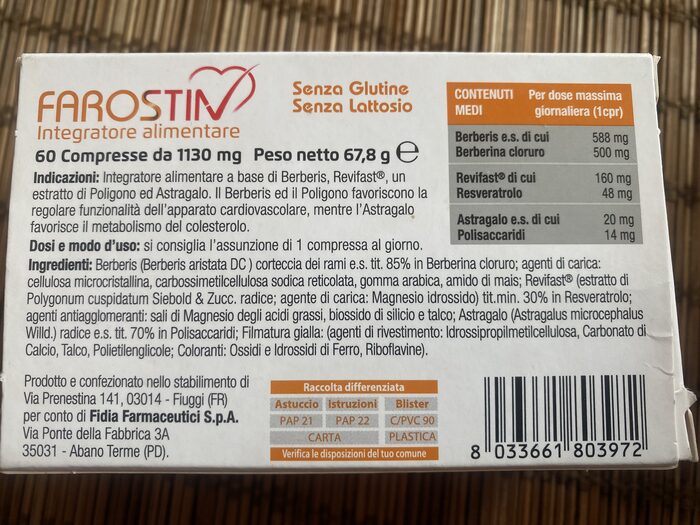 FAROSTIN
Integratore alimentare
Senza Glutine
Senza Lattosio
60 Compresse da 1130 mg Peso netto 67,8 g ℮
Indicazioni: Integratore alimentare a base di Berberis, Revifast®, un
estratto di Poligono ed Astragalo. Il Berberis ed il Poligono favoriscono la
regolare funzionalità dell'apparato cardiovascolare, mentre l'Astragalo
favorisce il metabolismo del colesterolo.
Dosi e modo d'uso: si consiglia l'assunzione di 1 compressa al giorno.
CONTENUTI MEDI Per dose massima giornaliera (1cpr)
Berberis e.s. di cui 588 mg
Berberina cloruro 500 mg
Revifast® di cui 160 mg
Resveratrolo 48 mg
Astragalo e.s. di cui 20 mg
Polisaccaridi 14 mg
Ingredienti: Berberis (Berberis aristata DC ) corteccia dei rami e.s. tit. 85% in Berberina cloruro; agenti di carica:
cellulosa microcristallina, carbossimetilcellulosa sodica reticolata, gomma arabica, amido di mais; Revifast® (estratto di
Polygonum cuspidatum Siebold & Zucc. radice; agente di carica: Magnesio idrossido) tit.min. 30% in Resveratrolo;
agenti antiagglomeranti: sali di Magnesio degli acidi grassi, biossido di silicio e talco; Astragalo (Astragalus microcephalus
Willd.) radice e.s. tit. 70% in Polisaccaridi; Filmatura gialla: (agenti di rivestimento: Idrossipropilmetilcellulosa, Carbonato di
Calcio, Talco, Polietilenglicole; Coloranti: Ossidi e Idrossidi di Ferro, Riboflavine).
Prodotto e confezionato nello stabilimento di
Via Prenestina 141, 03014 - Fiuggi (FR)
per conto di Fidia Farmaceutici S.p.A.
Via Ponte della Fabbrica 3A
35031 - Abano Terme (PD).
Raccolta differenziata
Astuccio Istruzioni Blister
PAP 21 PAP 22 C/PVC 90
CARTA PLASTICA
Verifica le disposizioni del tuo comune
8 033661 803972